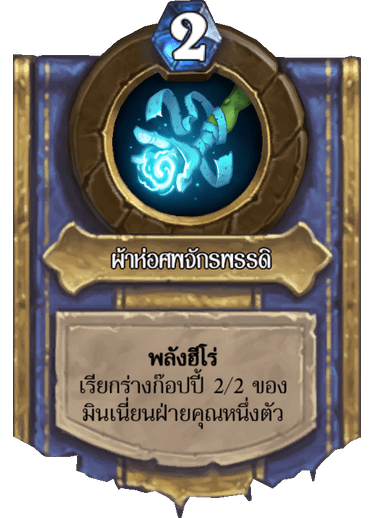 2
ผ้าห่อศพจักรพรรดิ
พลังฮีโร่
เรียกร่างก๊อปปี้ 2/2 ของ
มินเนี่ยนฝ่ายคุณหนึ่งตัว